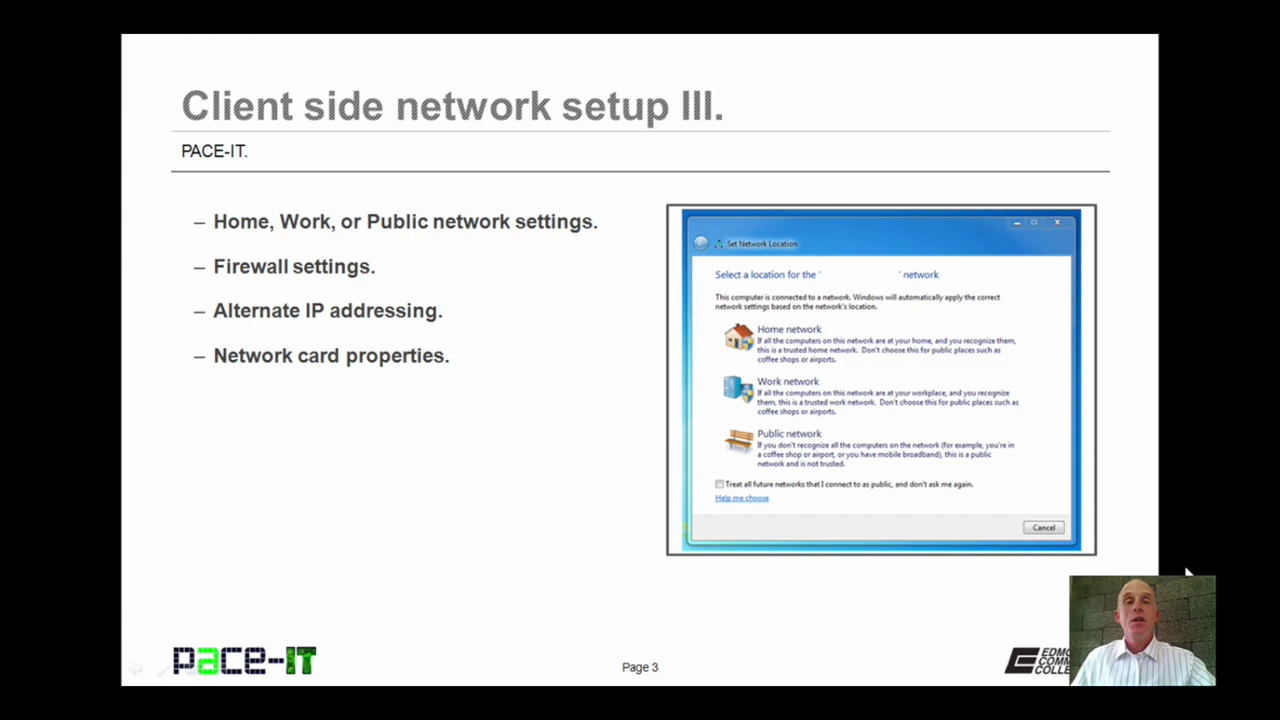 Client side network setup III.
PACE-IT.
– Home, Work, or Public network settings.
– Firewall settings.
– Alternate IP addressing.
– Network card properties.
Set Network Location
Select a location for the ' ' network
This computer is connected to a network. Windows will automatically apply the correct
network settings based on the network's location.
Home network
If all the computers on this network are at your home, and you recognize them,
this is a trusted home network. Don't choose this for public places such as
coffee shops or airports.
Work network
If all the computers on this network are at your workplace, and you recognize
them, this is a trusted work network. Don't choose this for public places such as
coffee shops or airports.
Public network
If you don't recognize all the computers on the network (for example, you're in
a coffee shop or airport, or you have mobile broadband), this is a public
network and is not trusted.
Treat all future networks that I connect to as public, and don't ask me again.
Help me choose
Cancel
pace-IT
Page 3